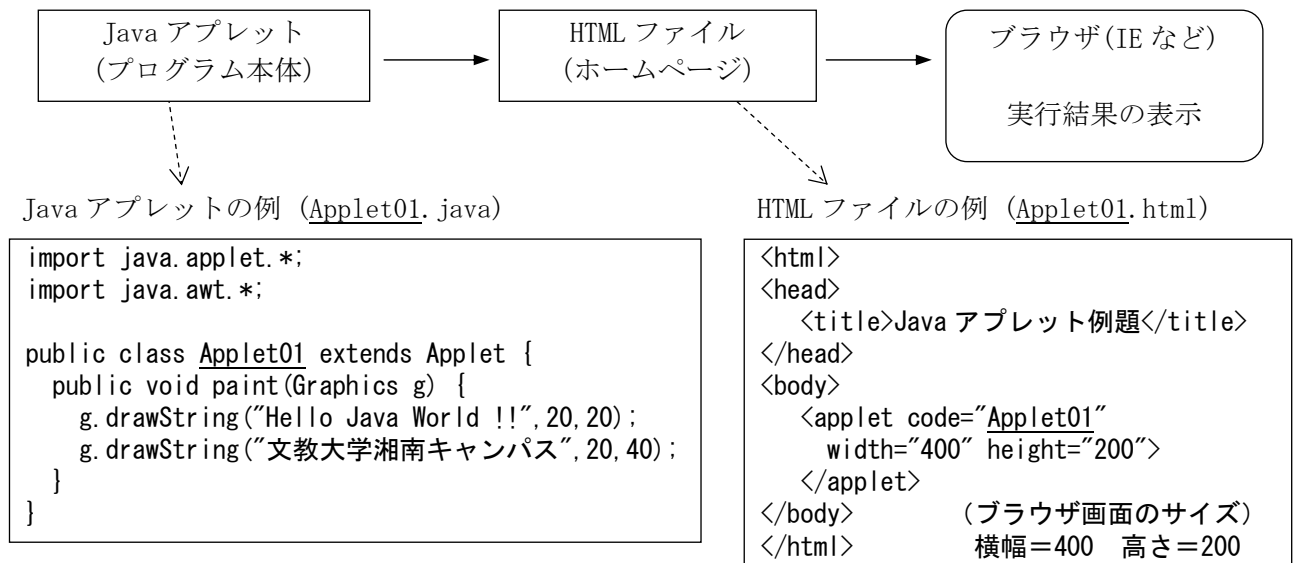 Java アプレット
(プログラム本体)
HTML ファイル
(ホームページ)
ブラウザ(IE など)
実行結果の表示
Java アプレットの例 (Applet01.java)
import java.applet.*;
import java.awt.*;
public class Applet01 extends Applet {
public void paint(Graphics g) {
g.drawString("Hello Java World !!",20,20);
g.drawString("文教大学湘南キャンパス",20,40);
}
}
HTML ファイルの例 (Applet01.html)
<html>
<head>
<title>Java アプレット例題</title>
</head>
<body>
<applet code="Applet01"
width="400" height="200">
</applet>
</body> (ブラウザ画面のサイズ)
</html> 横幅=400 高さ=200